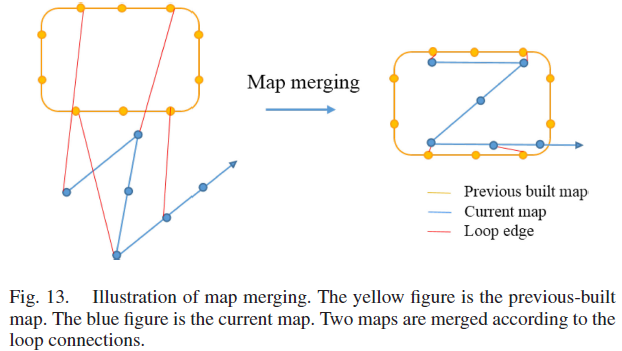 Map merging
Previous built map
Current map
Loop edge
Fig. 13. Illustration of map merging. The yellow figure is the previous-built
map. The blue figure is the current map. Two maps are merged according to the
loop connections.